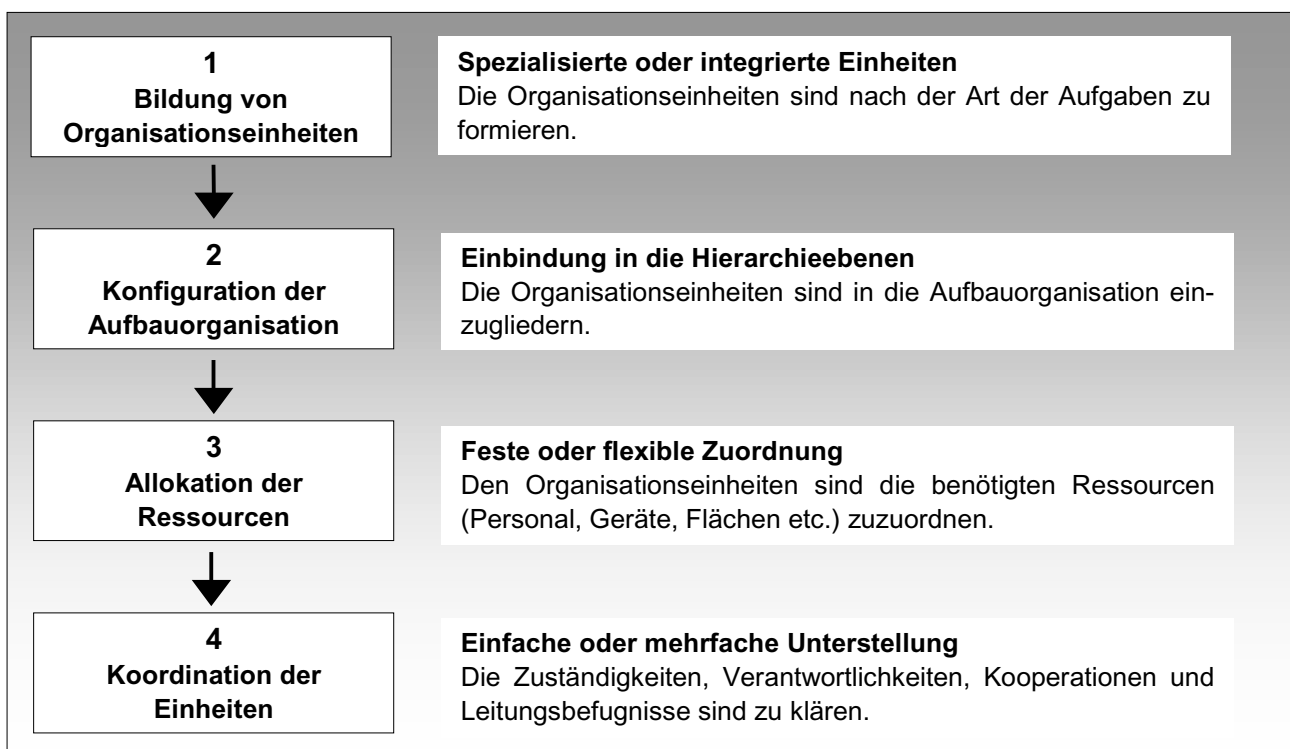 1
Bildung von
Organisationseinheiten
Spezialisierte oder integrierte Einheiten
Die Organisationseinheiten sind nach der Art der Aufgaben zu
formieren.
2
Konfiguration der
Aufbauorganisation
Einbindung in die Hierarchieebenen
Die Organisationseinheiten sind in die Aufbauorganisation ein-
zugliedern.
3
Allokation der
Ressourcen
Feste oder flexible Zuordnung
Den Organisationseinheiten sind die benötigten Ressourcen
(Personal, Geräte, Flächen etc.) zuzuordnen.
4
Koordination der
Einheiten
Einfache oder mehrfache Unterstellung
Die Zuständigkeiten, Verantwortlichkeiten, Kooperationen und
Leitungsbefugnisse sind zu klären.